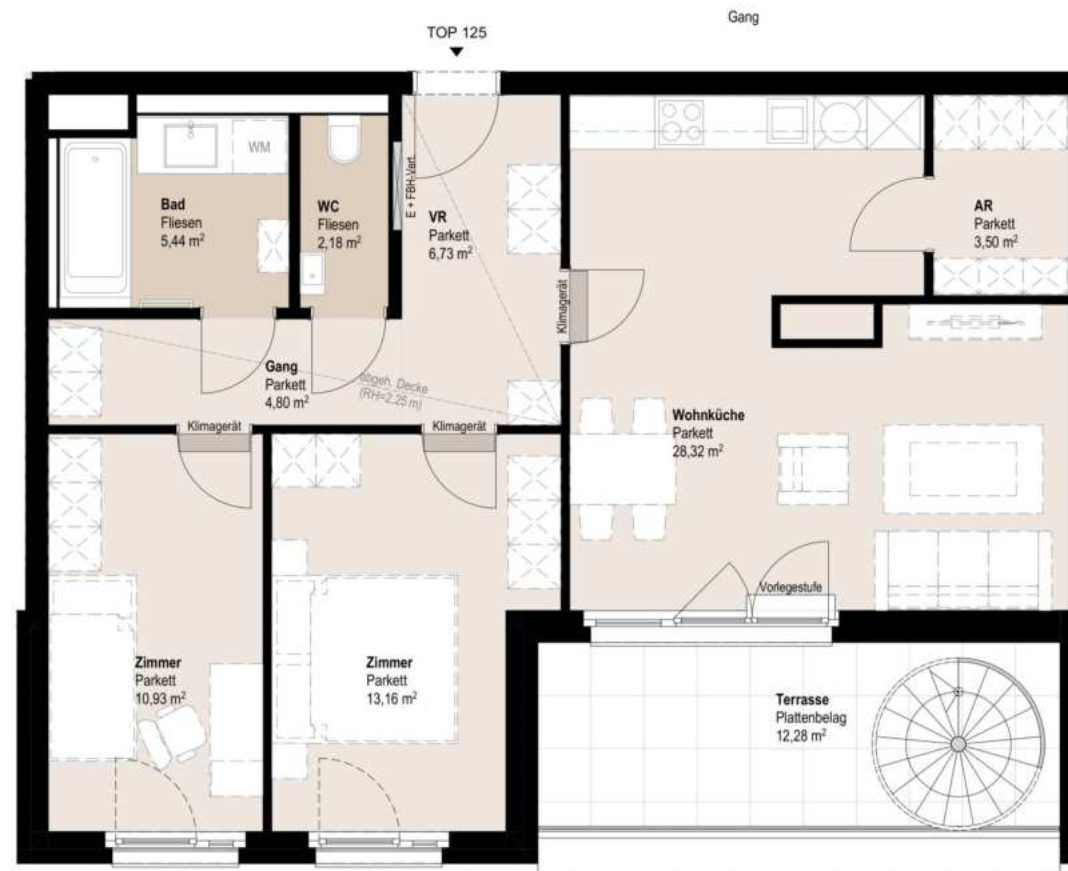 Gang
TOP 125
WM
Bad
Fliesen
5,44 m²
WC
Fliesen
2,18 m²
E + FBH-Vert.
VR
Parkett
6,73 m²
AR
Parkett
3,50 m²
Klimagerät
Gang
Parkett
4,80 m²
abgeh. Decke
(RH=2,25 m)
Klimagerät
Klimagerät
Wohnküche
Parkett
28,32 m²
Vorlegestufe
Zimmer
Parkett
10,93 m²
Zimmer
Parkett
13,16 m²
Terrasse
Plattenbelag
12,28 m²